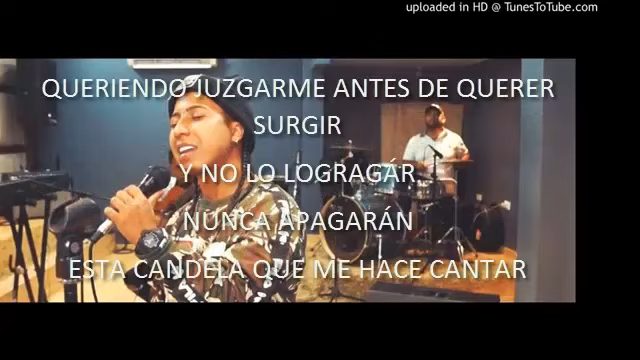 uploaded in HD @ TunesToTube.com
QUERIENDO JUZGARME ANTES DE QUERER
SURGIR
Y NO LO LOGRAGÁR
NUNCA APAGARÁN
ESTA CANDELA QUE ME HACE CANTAR